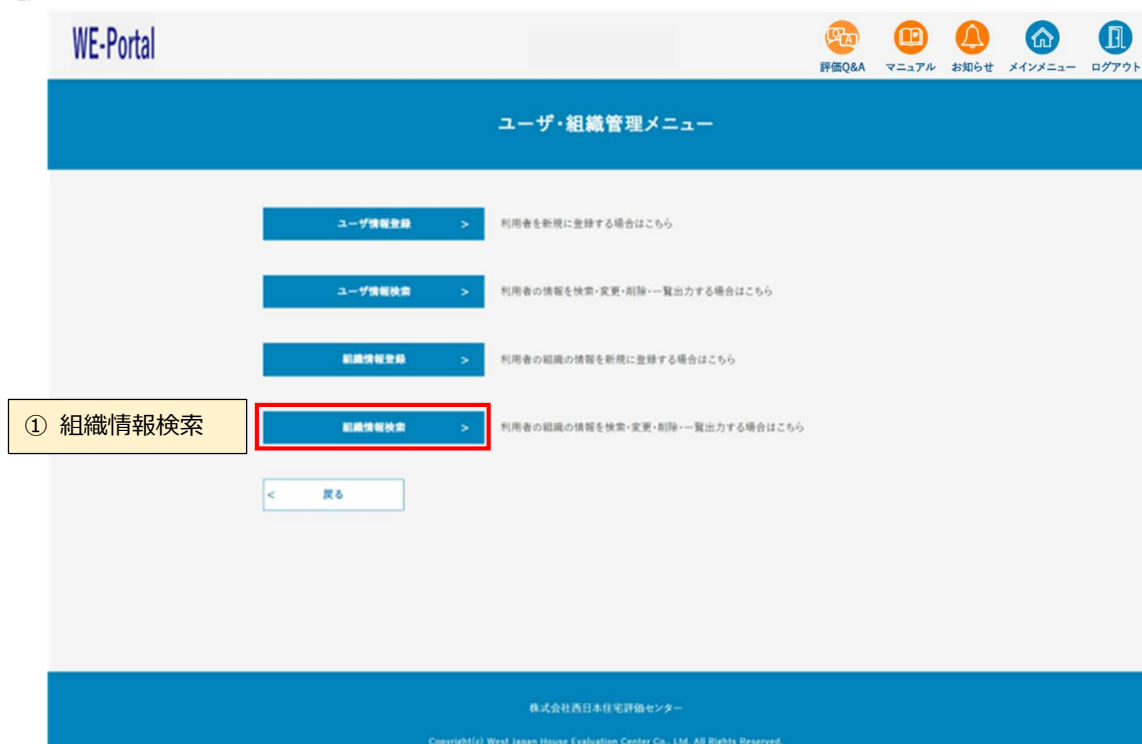 WE-Portal
評価Q&A
マニュアル
お知らせ
メインメニュー
ログアウト
ユーザ・組織管理メニュー
ユーザ情報登録 >
利用者を新規に登録する場合はこちら
ユーザ情報検索 >
利用者の情報を検索・変更・削除・一覧出力する場合はこちら
組織情報登録 >
利用者の組織の情報を新規に登録する場合はこちら
① 組織情報検索
組織情報検索 >
利用者の組織の情報を検索・変更・削除・一覧出力する場合はこちら
< 戻る
株式会社西日本住宅評価センター
Copyright(c) West Japan House Evaluation Center Co., Ltd. All Rights Reserved.